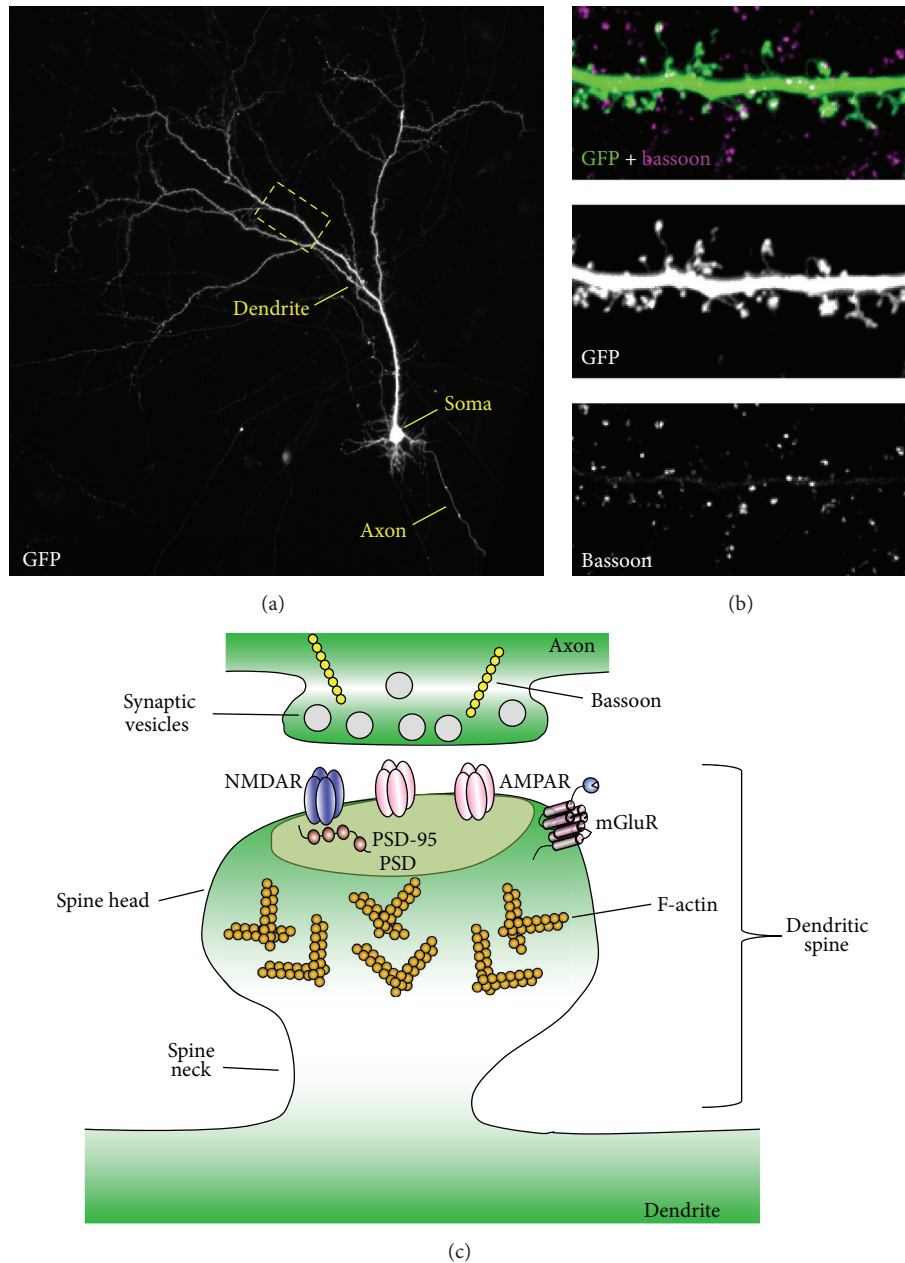 Dendrite
Soma
Axon
GFP
(a)
GFP + bassoon
GFP
Bassoon
(b)
Axon
Synaptic
vesicles
Bassoon
NMDAR
AMPAR
mGluR
PSD-95
PSD
Spine head
F-actin
Dendritic
spine
Spine
neck
Dendrite
(c)